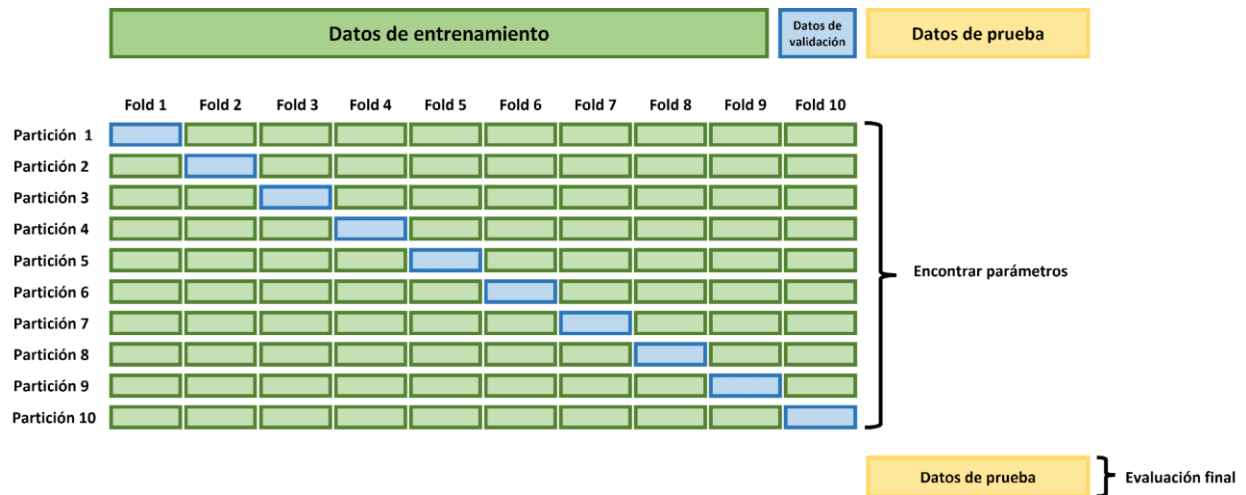 Datos de entrenamiento
Datos de
validación
Datos de prueba
Fold 1 Fold 2 Fold 3 Fold 4 Fold 5 Fold 6 Fold 7 Fold 8 Fold 9 Fold 10
Partición 1
Partición 2
Partición 3
Partición 4
Partición 5
Partición 6
Partición 7
Partición 8
Partición 9
Partición 10
Encontrar parámetros
Datos de prueba
Evaluación final